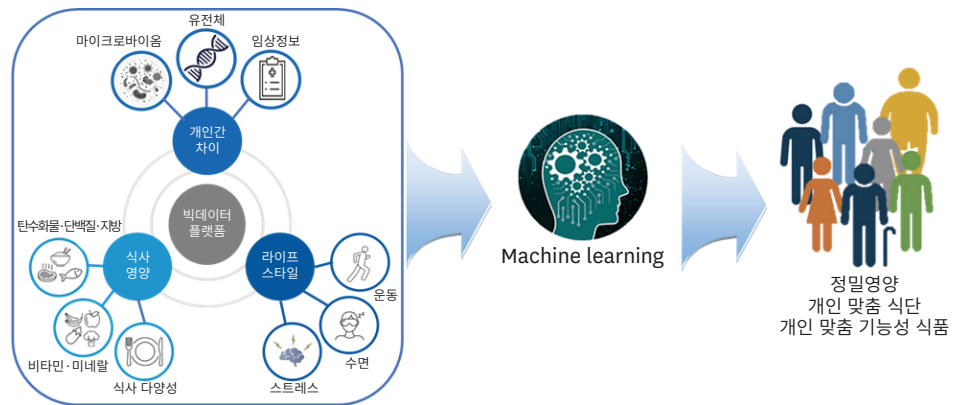 유전체
마이크로바이옴
임상정보
개인간
차이
빅데이터
플랫폼
탄수화물·단백질·지방
식사
영양
라이프
스타일
운동
수면
스트레스
비타민·미네랄
식사 다양성
Machine learning
정밀영양
개인 맞춤 식단
개인 맞춤 기능성 식품